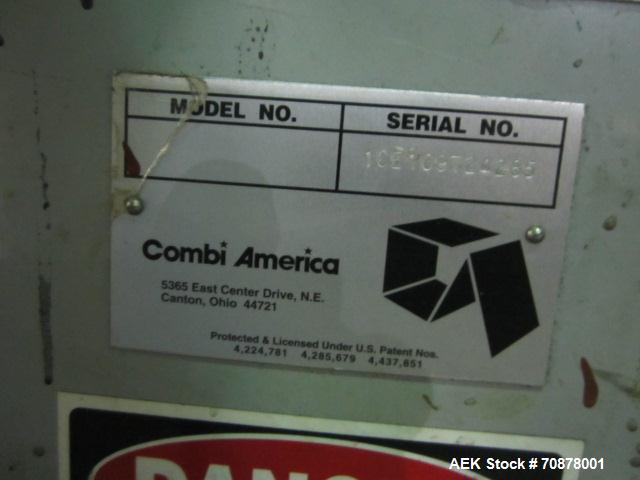 MODEL NO. SERIAL NO.
Combi America
5365 East Center Drive, N.E.
Canton, Ohio 44721
Protected & Licensed Under U.S. Patent Nos.
4,224,781 4,285,679 4,437,851
DANG
AEK Stock #70878001